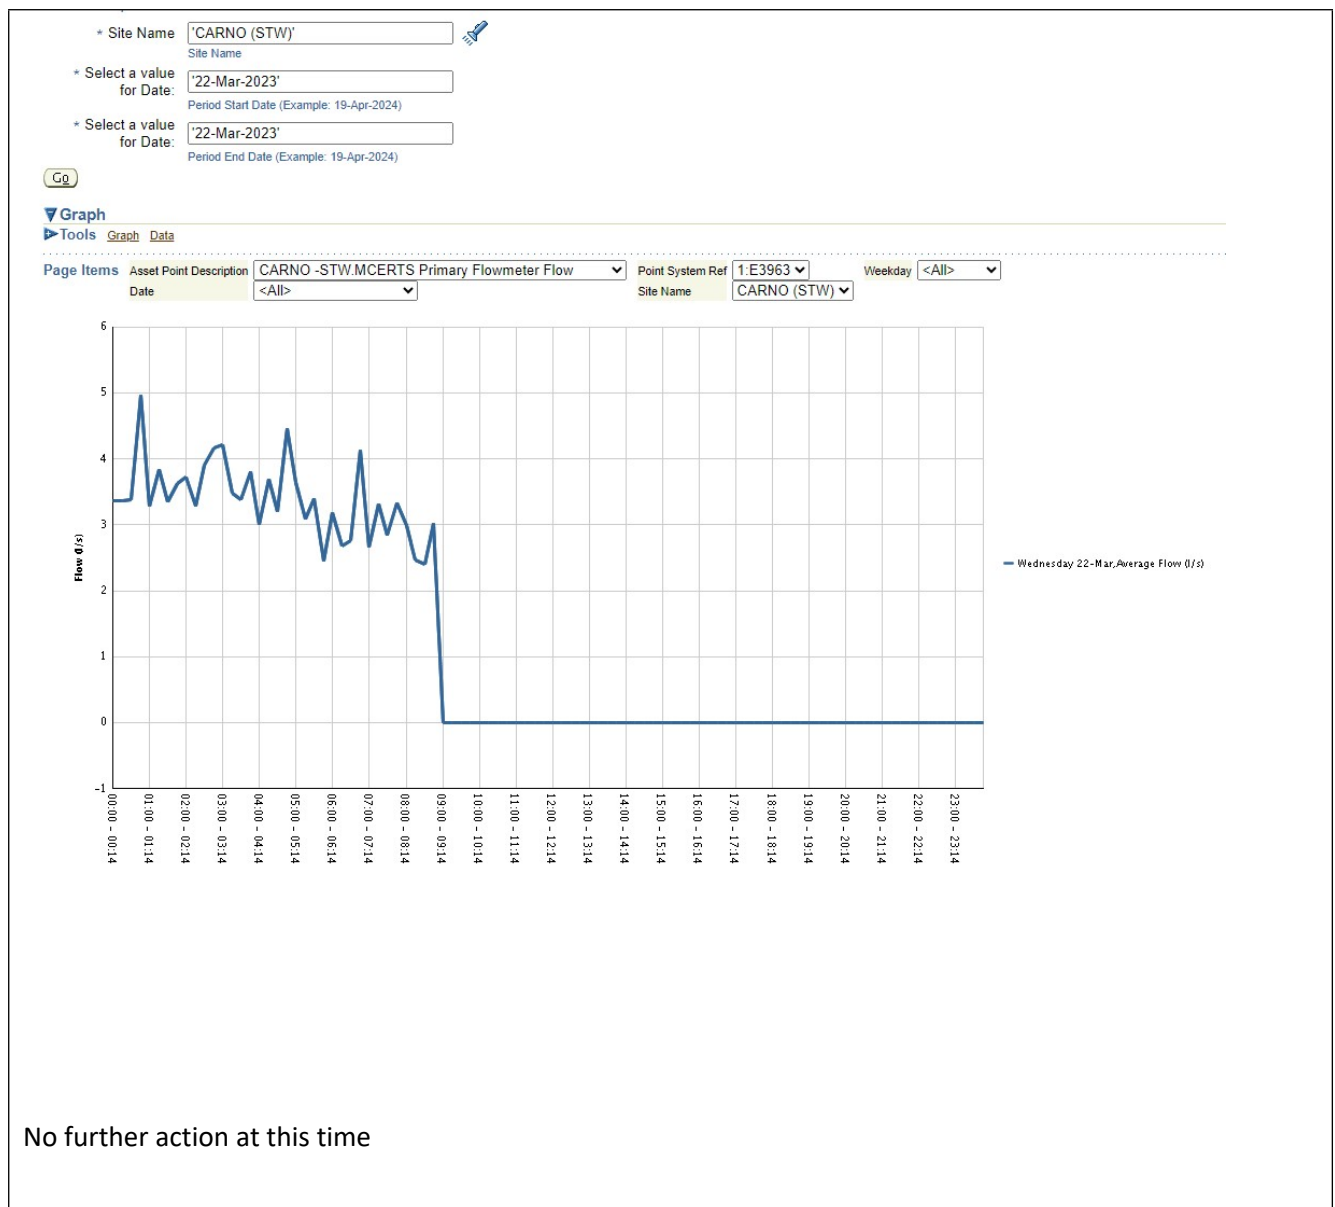 * Site Name 'CARNO (STW)'
Site Name
* Select a value for Date: '22-Mar-2023'
Period Start Date (Example: 19-Apr-2024)
* Select a value for Date: '22-Mar-2023'
Period End Date (Example: 19-Apr-2024)
Go
Graph
Tools Graph Data
Page Items Asset Point Description CARNO -STW.MCERTS Primary Flowmeter Flow Point System Ref 1:E3963 Weekday <All>
Date <All> Site Name CARNO (STW)
6
5
4
3
2
1
0
-1
Flow (l/s)
Wednesday 22-Mar,Average Flow (l/s)
00:00 - 00:14
01:00 - 01:14
02:00 - 02:14
03:00 - 03:14
04:00 - 04:14
05:00 - 05:14
06:00 - 06:14
07:00 - 07:14
08:00 - 08:14
09:00 - 09:14
10:00 - 10:14
11:00 - 11:14
12:00 - 12:14
13:00 - 13:14
14:00 - 14:14
15:00 - 15:14
16:00 - 16:14
17:00 - 17:14
18:00 - 18:14
19:00 - 19:14
20:00 - 20:14
21:00 - 21:14
22:00 - 22:14
23:00 - 23:14
No further action at this time